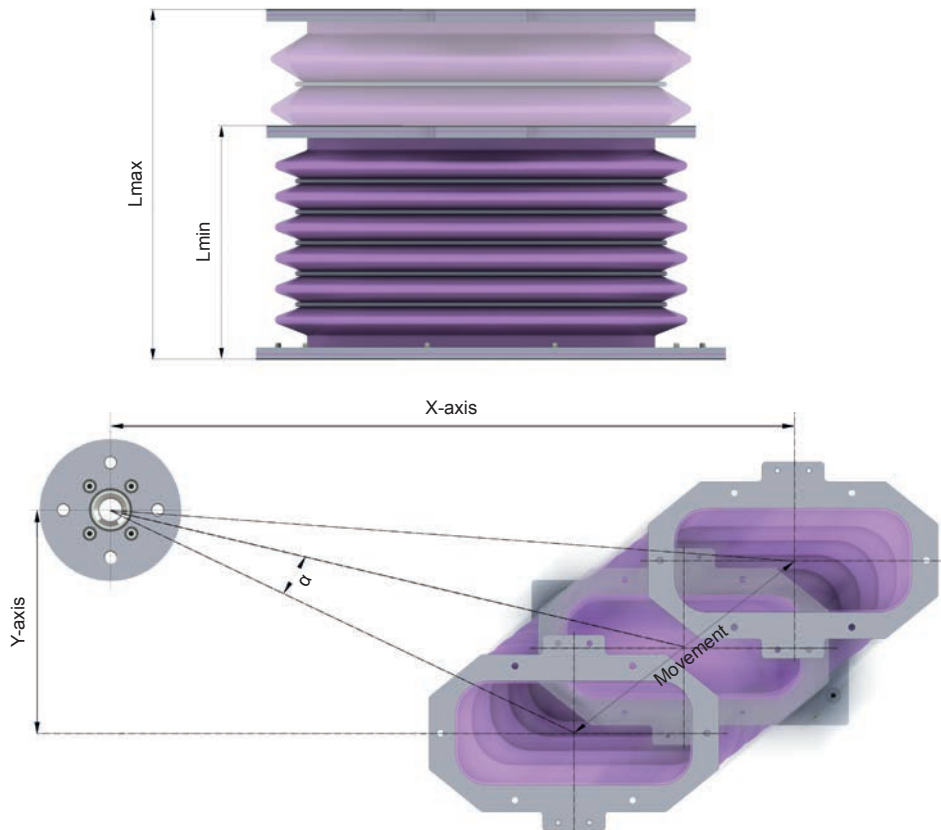 Lmax
Lmin
X-axis
Y-axis
α
Movement